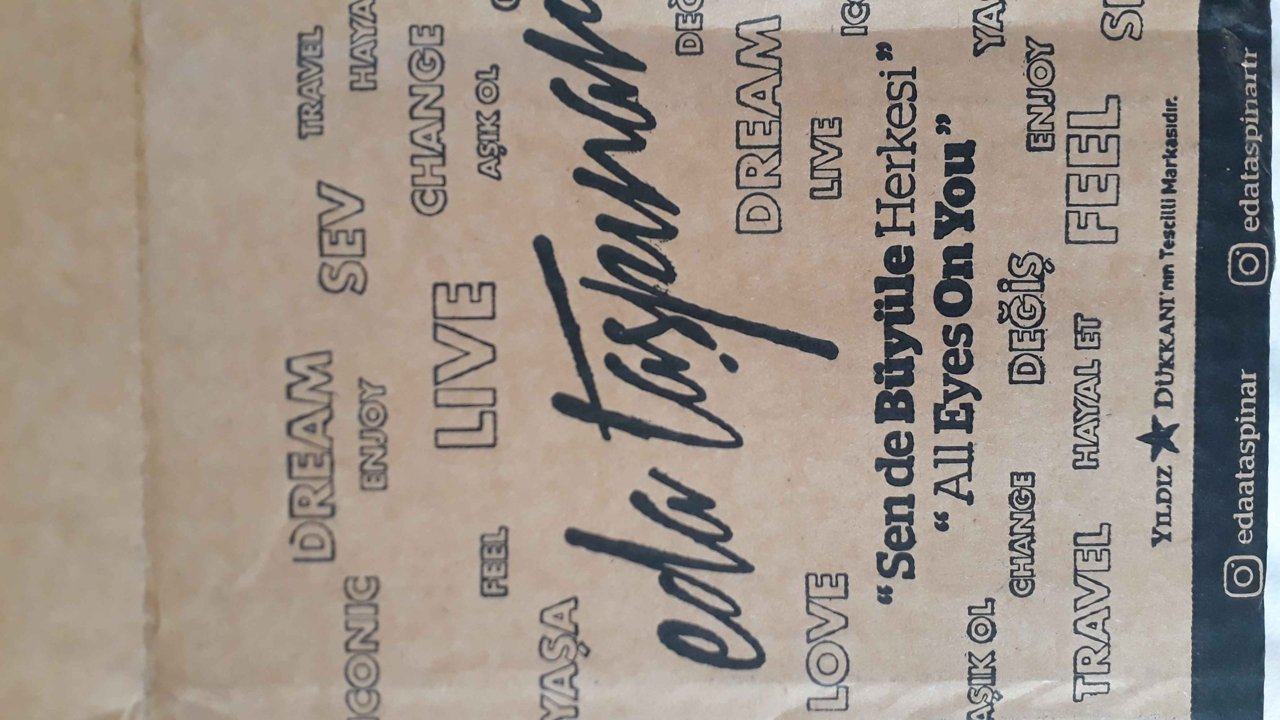 DREAM
SEV
TRAVEL
ICONIC
ENJOY
CHANGE
LIVE
AŞIK OL
FEEL
YAŞA
eda taşpınar
DREAM
LOVE
LIVE
“Sen de Büyüle Herkesi”
“All Eyes On You”
AŞIK OL
CHANGE
DEĞİŞ
ENJOY
TRAVEL
HAYAL ET
FEEL
YILDIZ DÜKKANI'nın Tescilli Markasıdır.
edaataspinar
edataspinartr